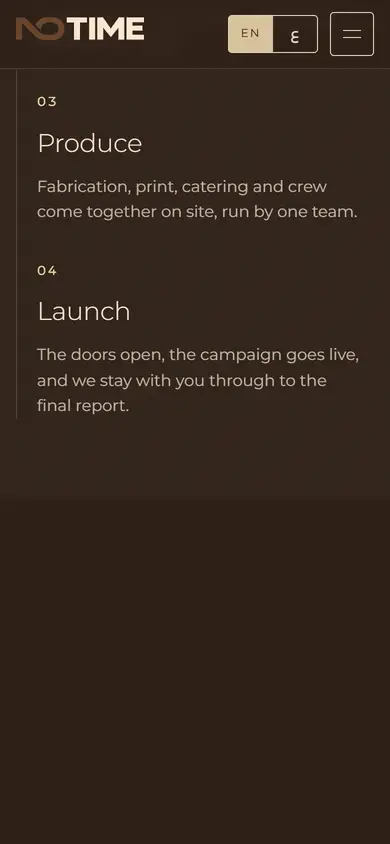 NOTIME
EN
ع
03
Produce
Fabrication, print, catering and crew
come together on site, run by one team.
04
Launch
The doors open, the campaign goes live,
and we stay with you through to the
final report.